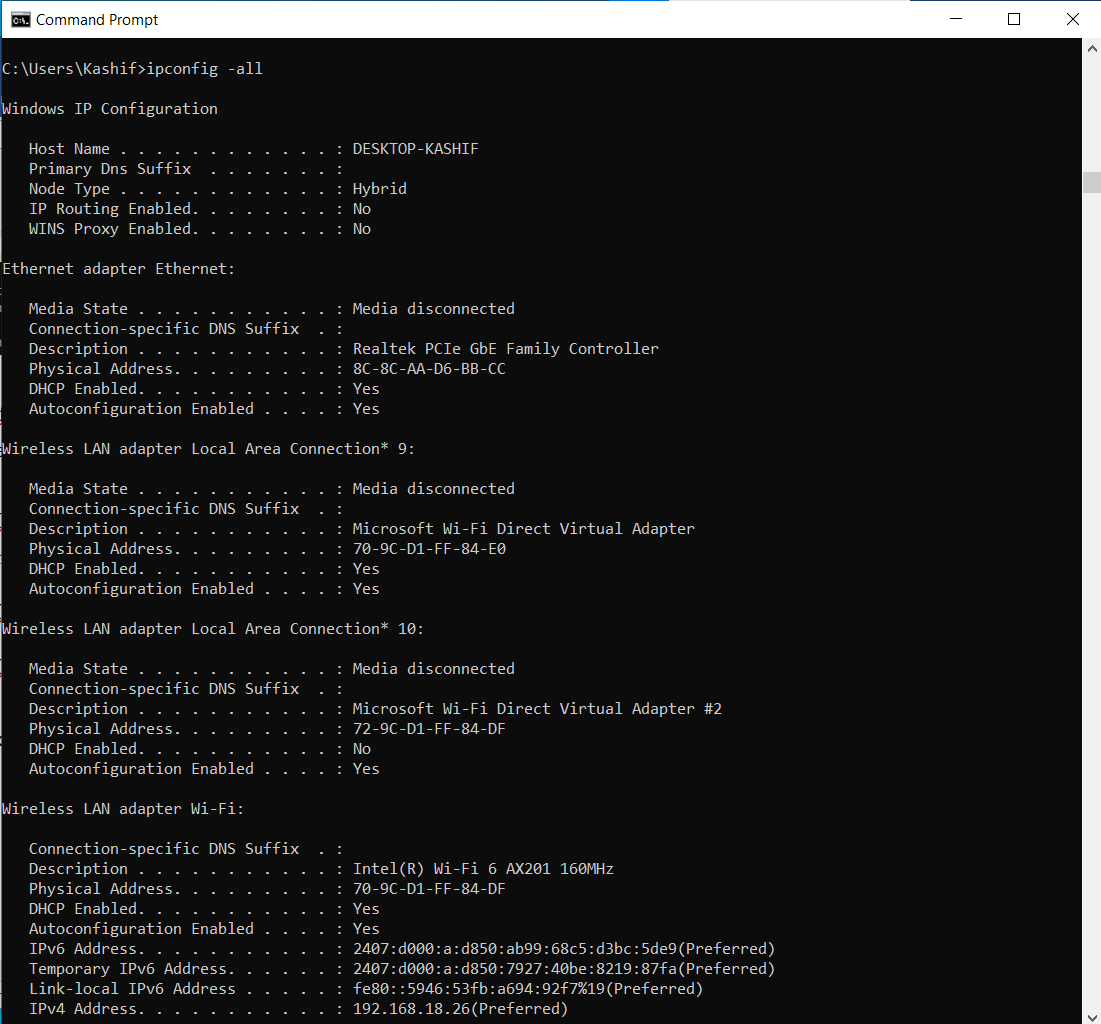 Command Prompt
C:\Users\Kashif>ipconfig -all
Windows IP Configuration
   Host Name . . . . . . . . . . . . : DESKTOP-KASHIF
   Primary Dns Suffix  . . . . . . . :
   Node Type . . . . . . . . . . . . : Hybrid
   IP Routing Enabled. . . . . . . . : No
   WINS Proxy Enabled. . . . . . . . : No
Ethernet adapter Ethernet:
   Media State . . . . . . . . . . . : Media disconnected
   Connection-specific DNS Suffix  . :
   Description . . . . . . . . . . . : Realtek PCIe GbE Family Controller
   Physical Address. . . . . . . . . : 8C-8C-AA-D6-BB-CC
   DHCP Enabled. . . . . . . . . . . : Yes
   Autoconfiguration Enabled . . . . : Yes
Wireless LAN adapter Local Area Connection* 9:
   Media State . . . . . . . . . . . : Media disconnected
   Connection-specific DNS Suffix  . :
   Description . . . . . . . . . . . : Microsoft Wi-Fi Direct Virtual Adapter
   Physical Address. . . . . . . . . : 70-9C-D1-FF-84-E0
   DHCP Enabled. . . . . . . . . . . : Yes
   Autoconfiguration Enabled . . . . : Yes
Wireless LAN adapter Local Area Connection* 10:
   Media State . . . . . . . . . . . : Media disconnected
   Connection-specific DNS Suffix  . :
   Description . . . . . . . . . . . : Microsoft Wi-Fi Direct Virtual Adapter #2
   Physical Address. . . . . . . . . : 72-9C-D1-FF-84-DF
   DHCP Enabled. . . . . . . . . . . : No
   Autoconfiguration Enabled . . . . : Yes
Wireless LAN adapter Wi-Fi:
   Connection-specific DNS Suffix  . :
   Description . . . . . . . . . . . : Intel(R) Wi-Fi 6 AX201 160MHz
   Physical Address. . . . . . . . . : 70-9C-D1-FF-84-DF
   DHCP Enabled. . . . . . . . . . . : Yes
   Autoconfiguration Enabled . . . . : Yes
   IPv6 Address. . . . . . . . . . . : 2407:d000:a:d850:ab99:68c5:d3bc:5de9(Preferred)
   Temporary IPv6 Address. . . . . . : 2407:d000:a:d850:7927:40be:8219:87fa(Preferred)
   Link-local IPv6 Address . . . . . : fe80::5946:53fb:a694:92f7%19(Preferred)
   IPv4 Address. . . . . . . . . . . : 192.168.18.26(Preferred)